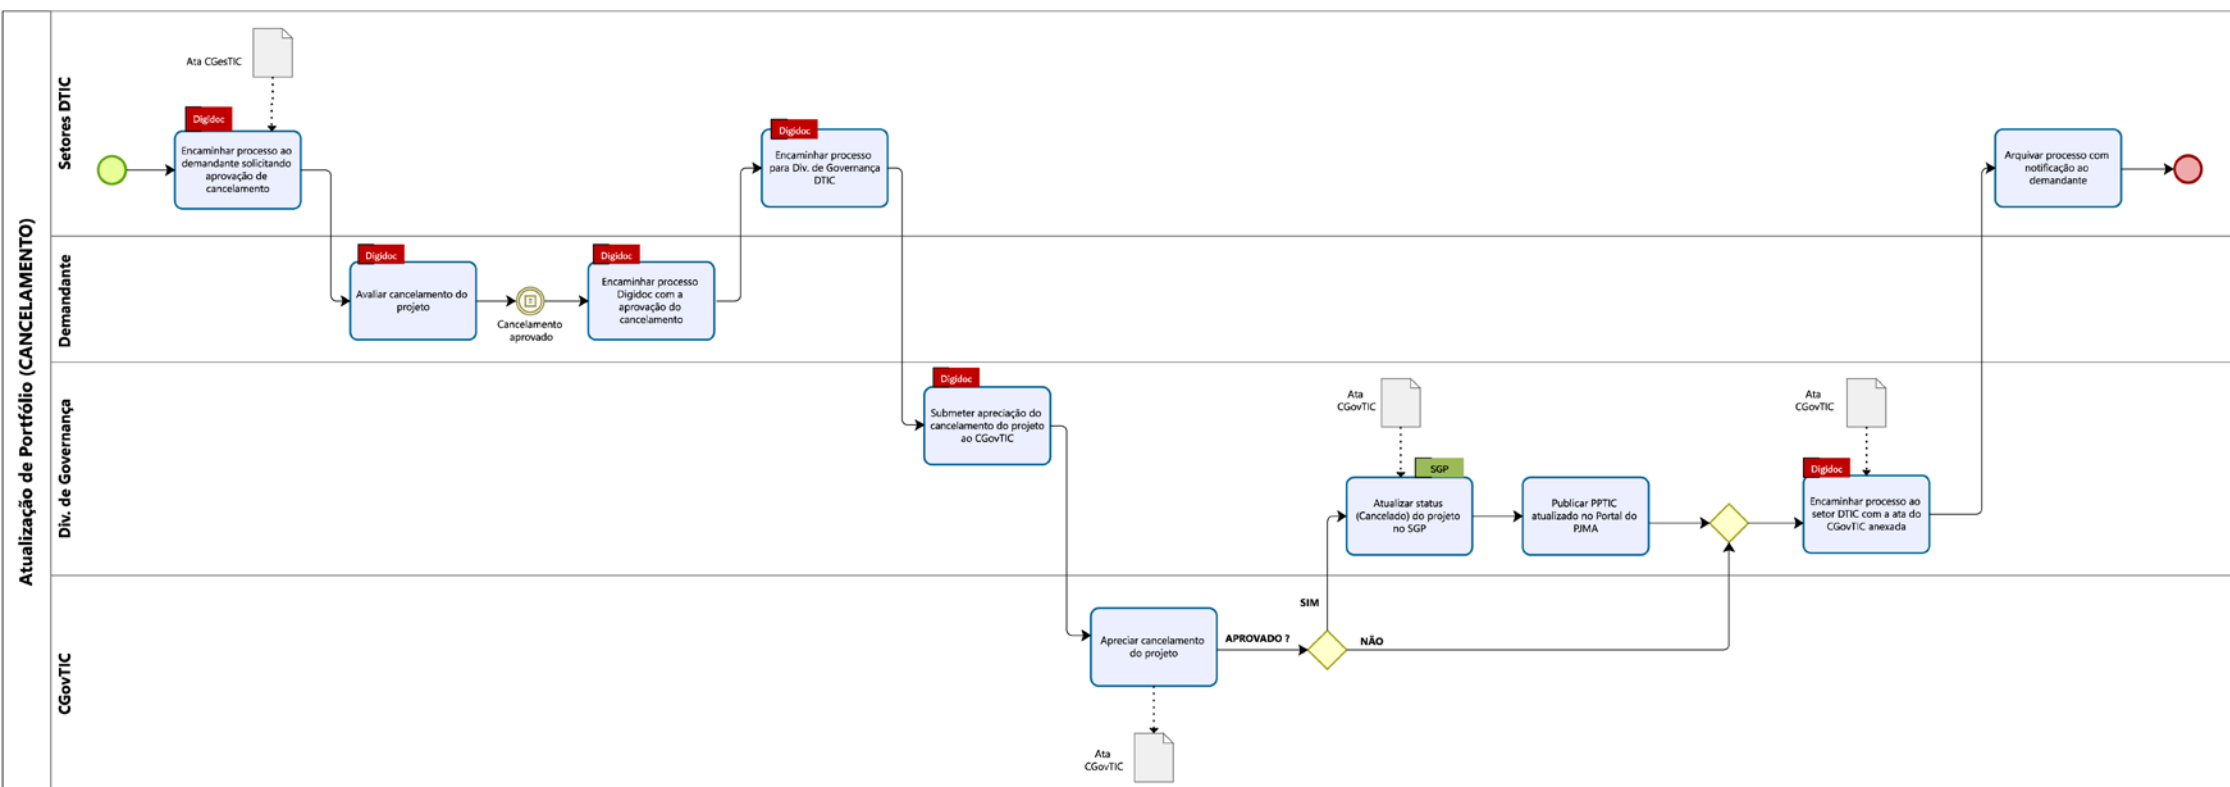 Atualização de Portfólio (CANCELAMENTO)
Setores DTIC
Ata CGesTIC
Digidoc
Encaminhar processo ao
demandante solicitando
aprovação de
cancelamento
Digidoc
Encaminhar processo
para Div. de Governança
DTIC
Arquivar processo com
notificação ao
demandante
Demandante
Digidoc
Avaliar cancelamento do
projeto
Cancelamento
aprovado
Digidoc
Encaminhar processo
Digidoc com a
aprovação do
cancelamento
Div. de Governança
Digidoc
Submeter apreciação do
cancelamento do projeto
ao CGovTIC
Ata
CGovTIC
SGP
Atualizar status
(Cancelado) do projeto
no SGP
Publicar PPTIC
atualizado no Portal do
PJMA
Ata
CGovTIC
Digidoc
Encaminhar processo ao
setor DTIC com a ata do
CGovTIC anexada
CGovTIC
Apreciar cancelamento
do projeto
APROVADO ?
SIM
NÃO
Ata
CGovTIC